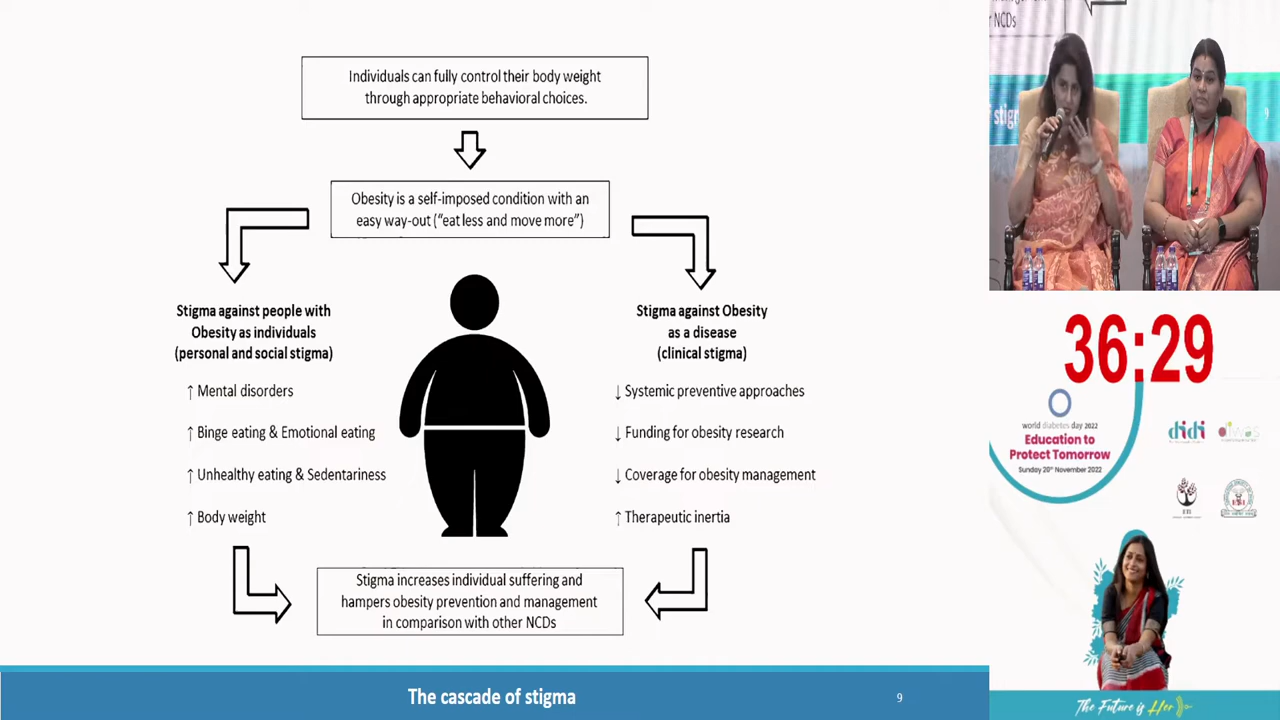 Individuals can fully control their body weight
through appropriate behavioral choices.
Obesity is a self-imposed condition with an
easy way-out (“eat less and move more”)
Stigma against people with
Obesity as individuals
(personal and social stigma)
↑ Mental disorders
↑ Binge eating & Emotional eating
↑ Unhealthy eating & Sedentariness
↑ Body weight
Stigma against Obesity
as a disease
(clinical stigma)
↓ Systemic preventive approaches
↓ Funding for obesity research
↓ Coverage for obesity management
↑ Therapeutic inertia
Stigma increases individual suffering and
hampers obesity prevention and management
in comparison with other NCDs
The cascade of stigma
9
NCDs
stig
9
36:29
world diabetes day 2022
Education to
Protect Tomorrow
Sunday 20th November 2022
didi
The Future is Her